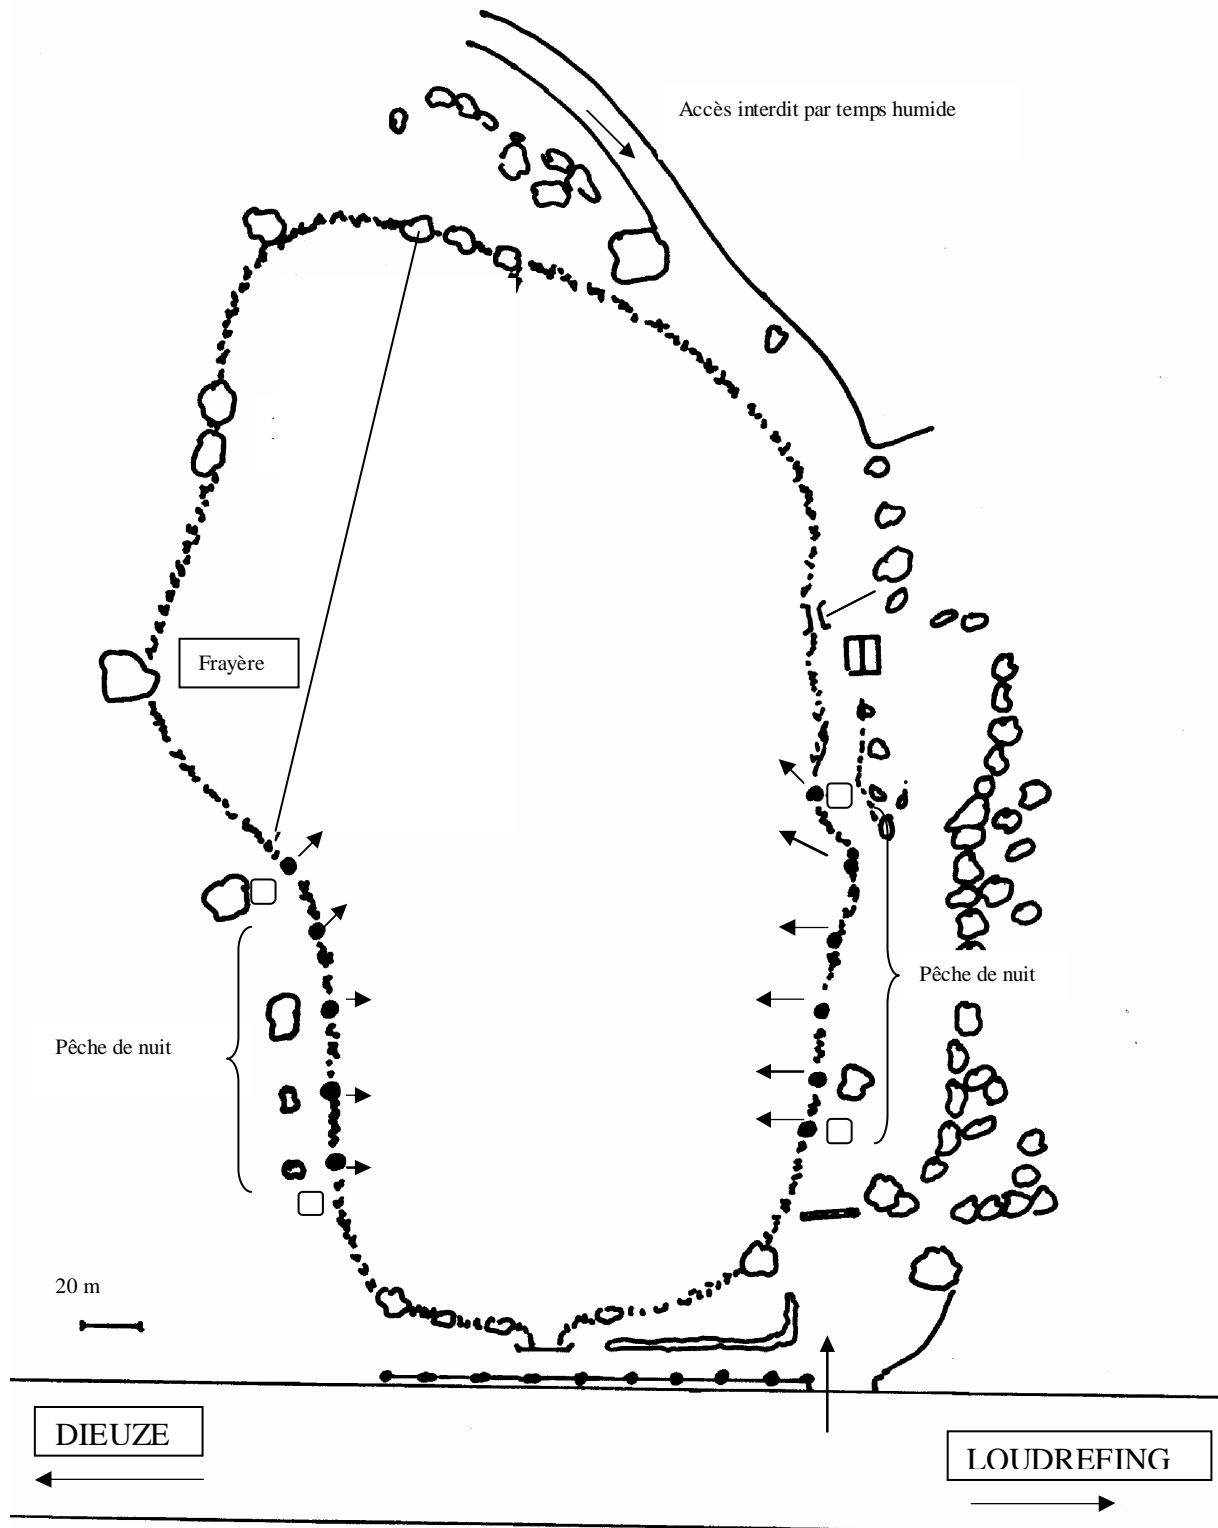 Accès interdit par temps humide
Frayère
Pêche de nuit
Pêche de nuit
20 m
DIEUZE
LOUDREFING